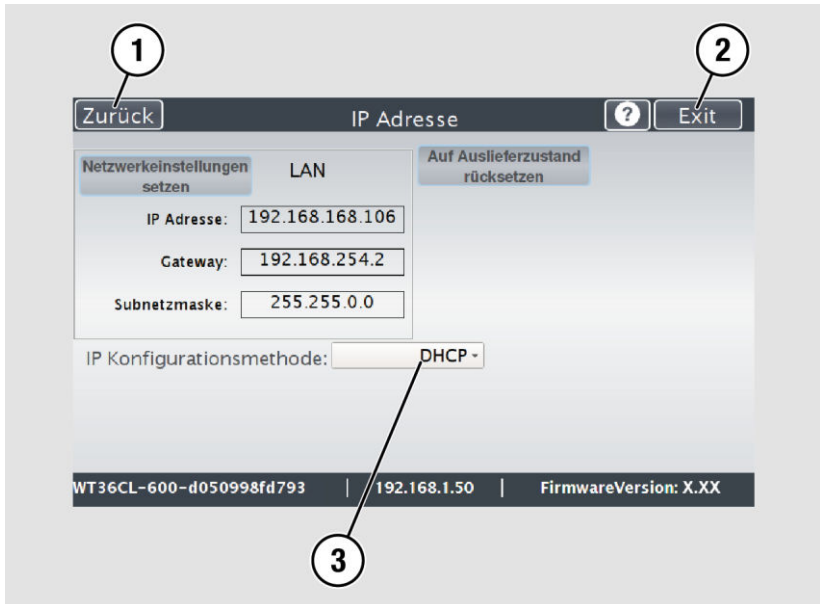 1
2
Zurück
IP Adresse
?
Exit
Netzwerkeinstellungen
setzen
LAN
Auf Auslieferzustand
rücksetzen
IP Adresse: 192.168.168.106
Gateway: 192.168.254.2
Subnetzmaske: 255.255.0.0
IP Konfigurationsmethode: DHCP
WT36CL-600-d050998fd793 | 192.168.1.50 | FirmwareVersion: X.XX
3